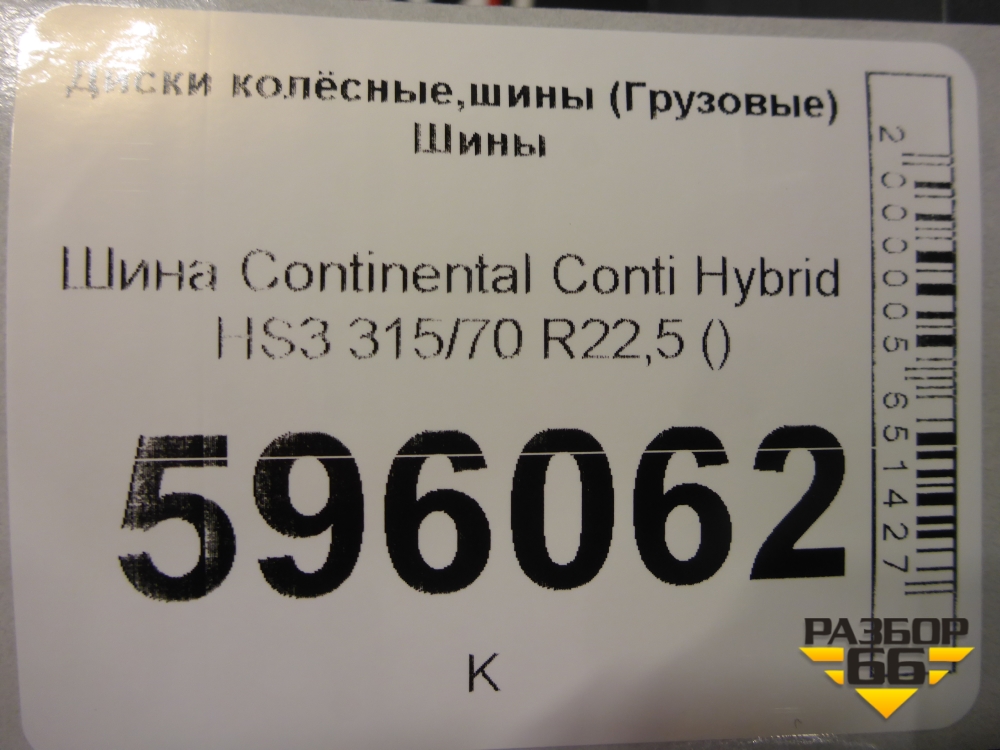 Диски колёсные,шины (Грузовые)
Шины
Шина Continental Conti Hybrid
HS3 315/70 R22,5 ()
596062
К
2000005651427
РАЗБОР
66